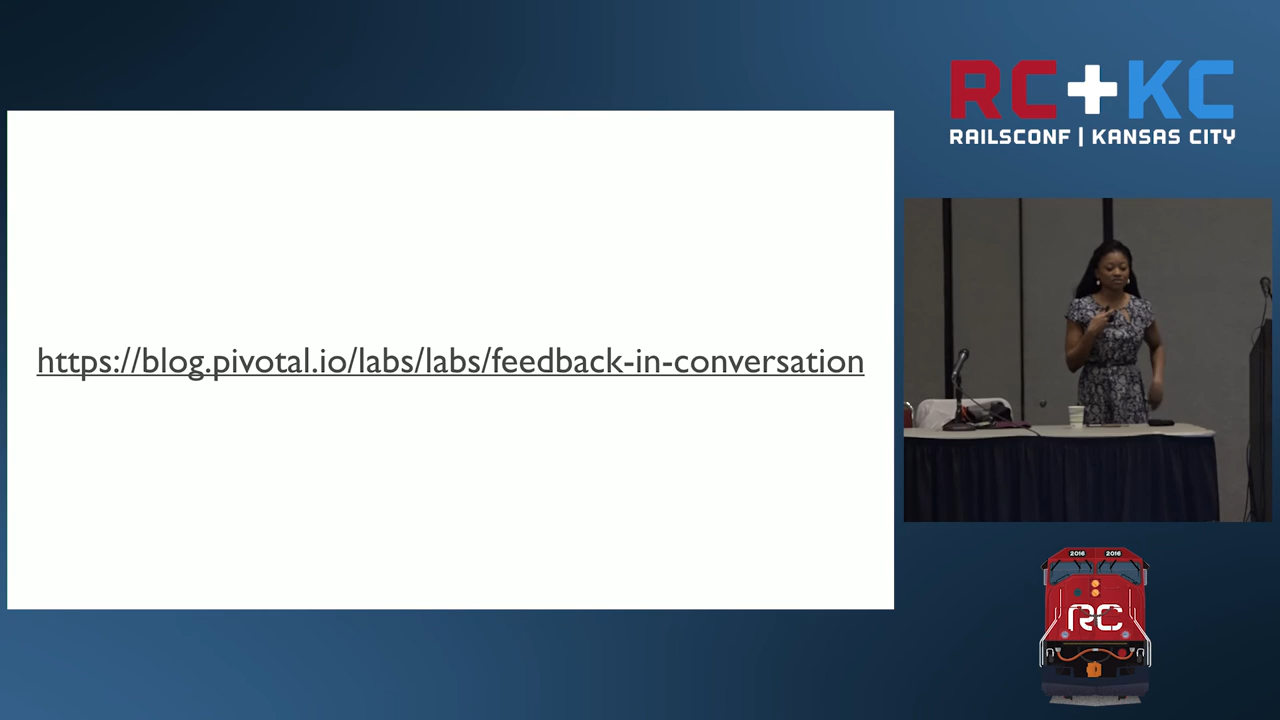 RC+KC
RAILSCONF | KANSAS CITY
https://blog.pivotal.io/labs/labs/feedback-in-conversation
2016 2016
RC